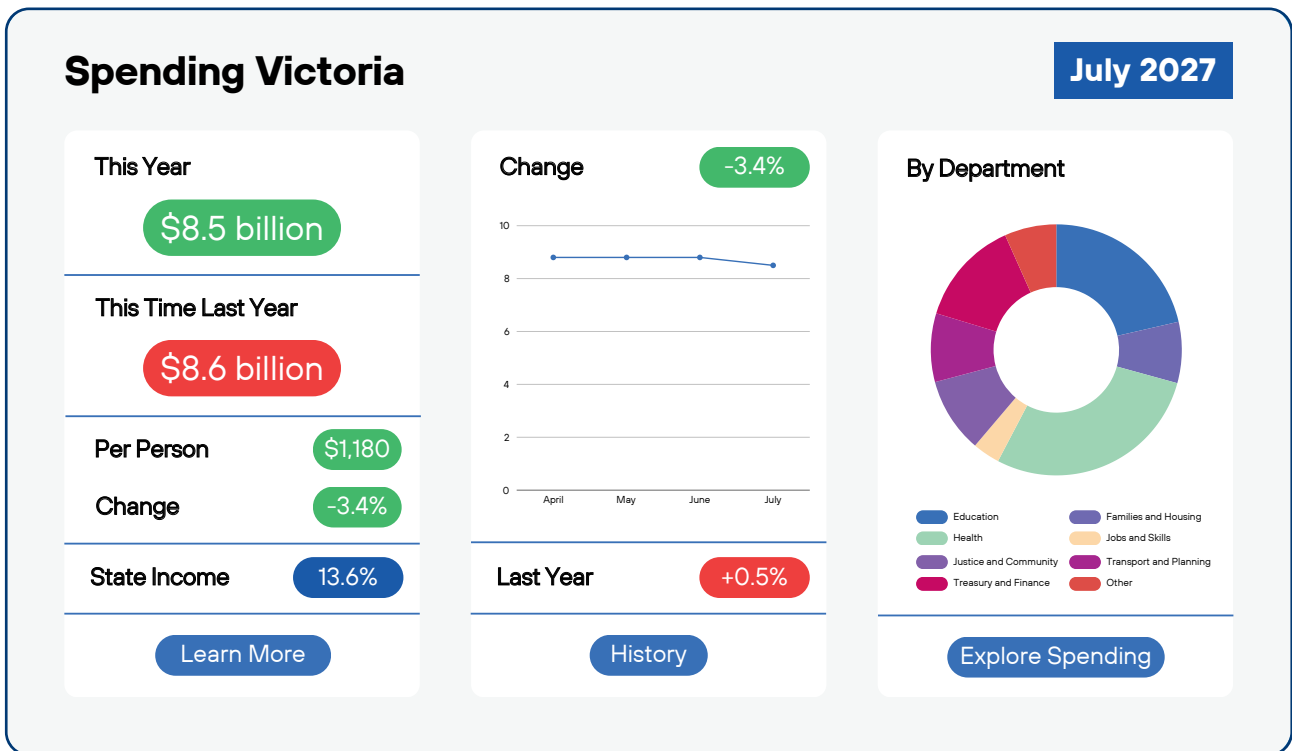 Spending Victoria
July 2027
This Year
$8.5 billion
This Time Last Year
$8.6 billion
Per Person
$1,180
Change
-3.4%
State Income
13.6%
Learn More
Change
-3.4%
10
8
6
4
2
0
April May June July
Last Year
+0.5%
History
By Department
Education
Families and Housing
Health
Jobs and Skills
Justice and Community
Transport and Planning
Treasury and Finance
Other
Explore Spending